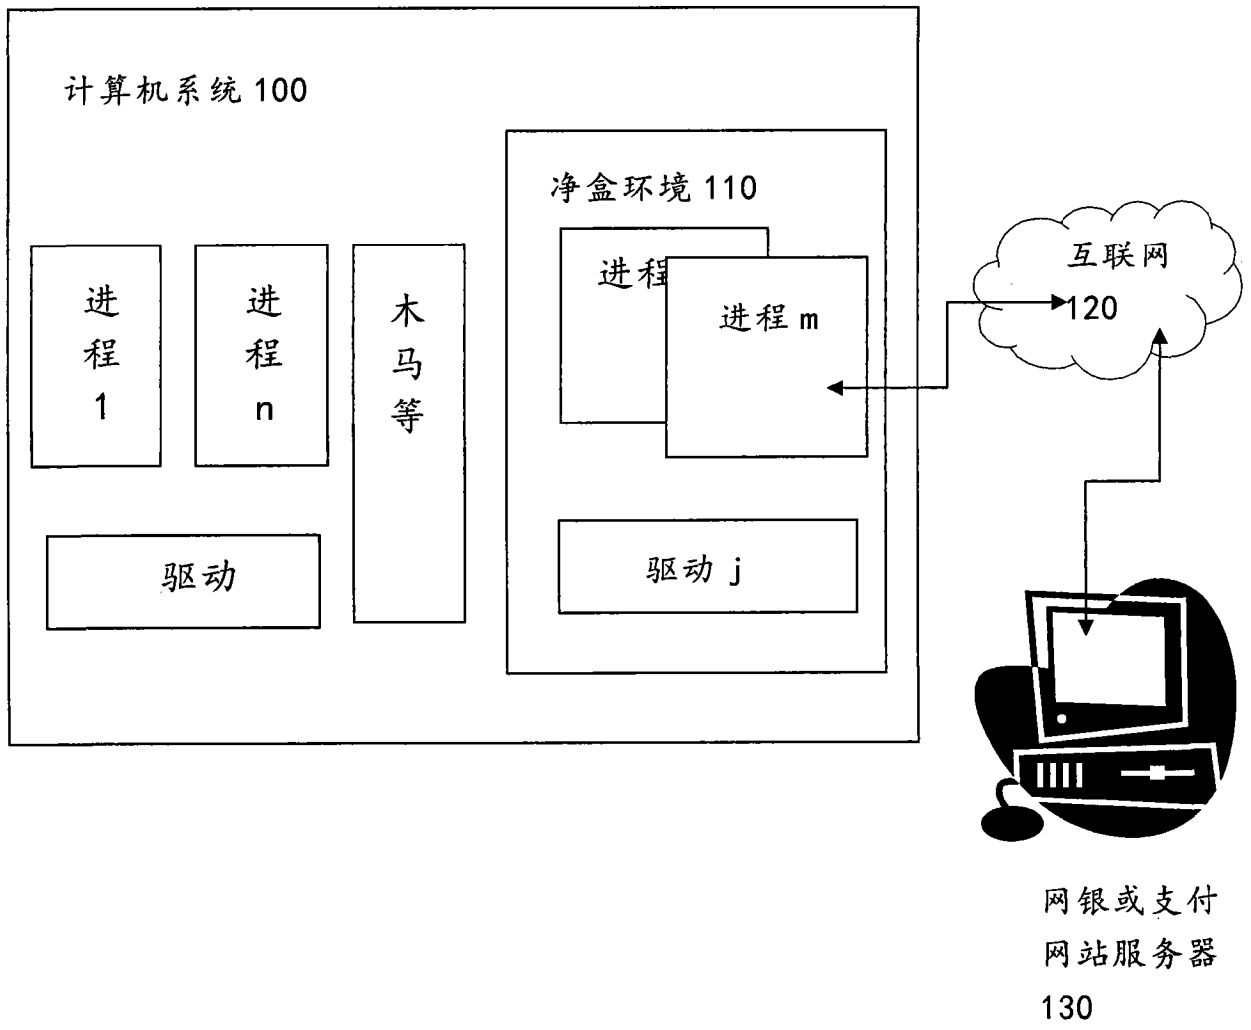 计算机系统 100
净盒环境 110
互联网
120
进
程
1
进
程
n
木
马
等
进程
进程 m
驱动
驱动 j
网银或支付
网站服务器
130